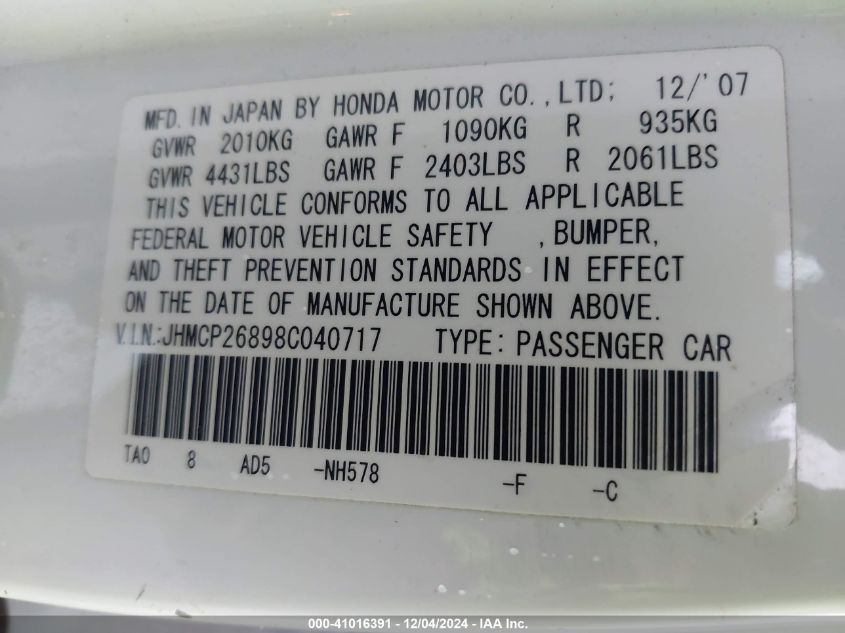 MFD. IN JAPAN BY HONDA MOTOR CO., LTD; 12/'07
GVWR 2010KG GAWR F 1090KG R 935KG
GVWR 4431LBS GAWR F 2403LBS R 2061LBS
THIS VEHICLE CONFORMS TO ALL APPLICABLE
FEDERAL MOTOR VEHICLE SAFETY , BUMPER,
AND THEFT PREVENTION STANDARDS IN EFFECT
ON THE DATE OF MANUFACTURE SHOWN ABOVE.
V.I.N.:JHMCP26898C040717 TYPE: PASSENGER CAR
TA0 8 AD5 -NH578 -F -C
000-41016391 - 12/04/2024 - IAA Inc.